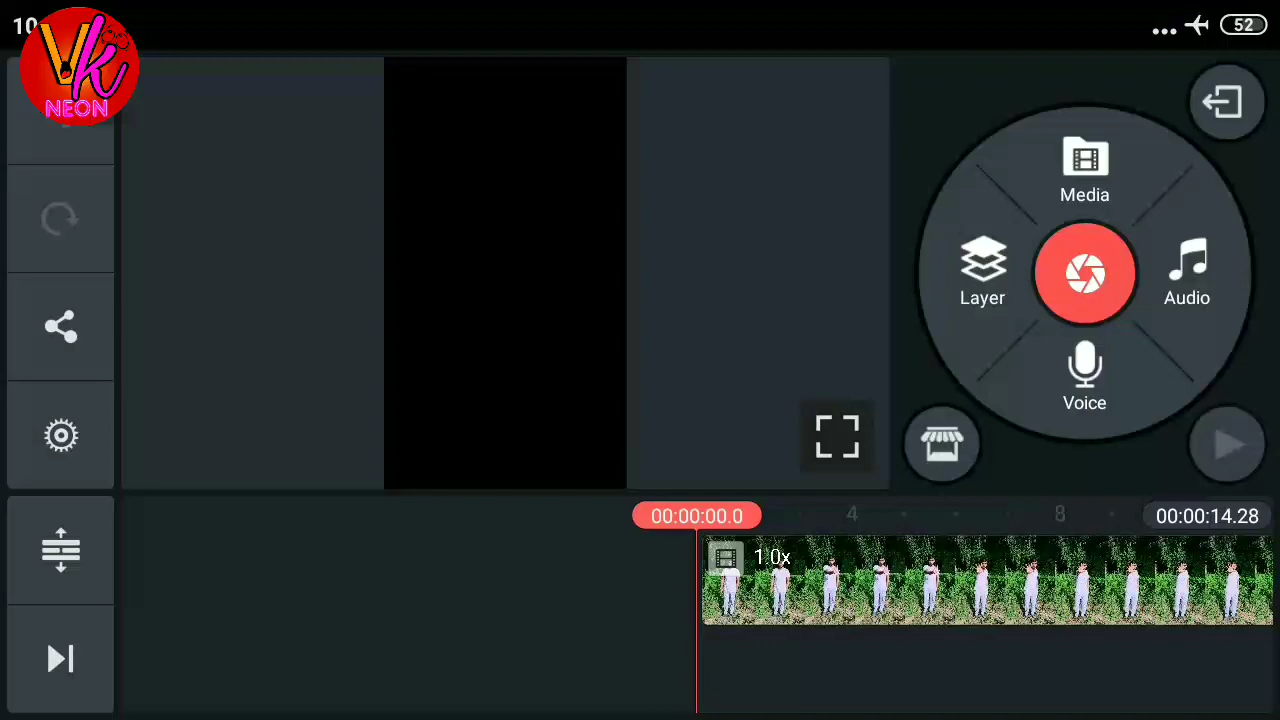 10
52
VK
NEON
Media
Layer
Audio
Voice
00:00:00.0
4
8
00:00:14.28
1.0x